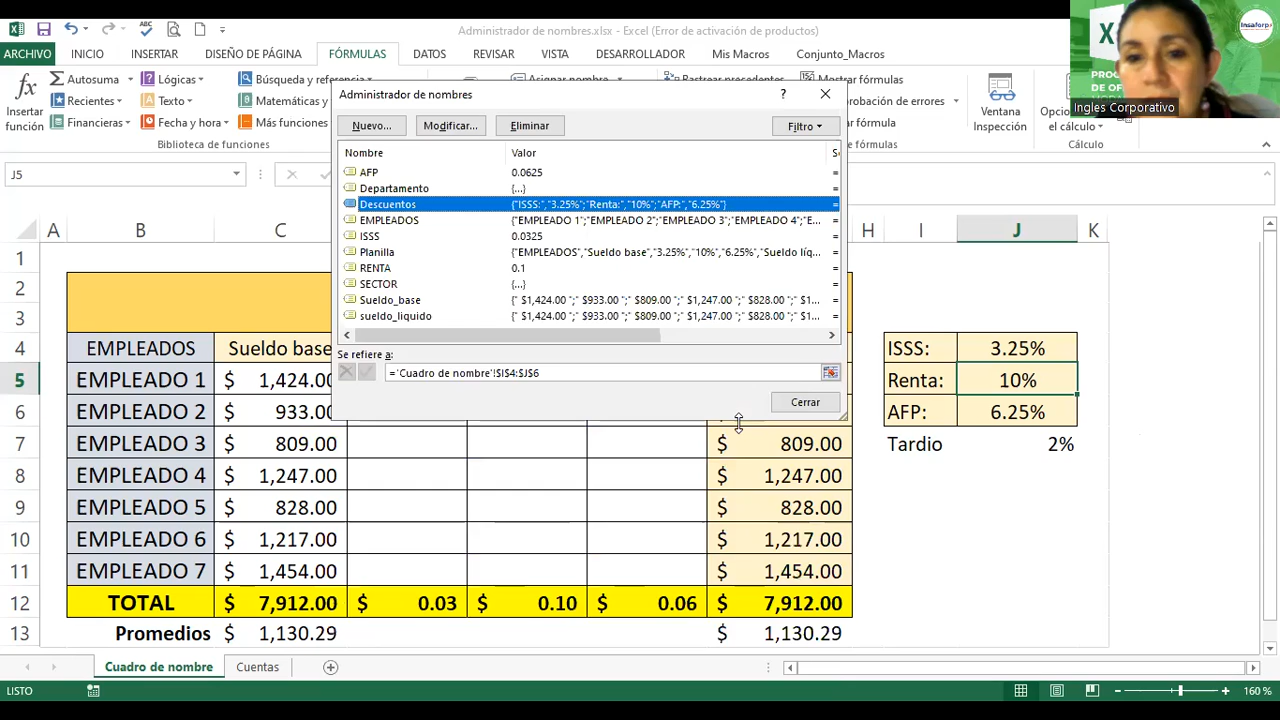 Administrador de nombres.xlsx - Excel (Error de activación de productos)
ARCHIVO INICIO INSERTAR DISEÑO DE PÁGINA FÓRMULAS DATOS REVISAR VISTA DESARROLLADOR Mis Macros Conjunto_Macros
Insaforp
Ingles Corporativo
Insertar función
Autosuma
Recientes
Financieras
Lógicas
Texto
Fecha y hora
Búsqueda y referencia
Matemáticas y
Más funciones
Biblioteca de funciones
Asignar nombre
Rastrear precedentes
Mostrar fórmulas
obación de errores
fórmula
de fórmulas
Ventana Inspección
el cálculo
Cálculo
Administrador de nombres ?
Nuevo... Modificar... Eliminar Filtro
Nombre Valor
AFP 0.0625 =
Departamento {...} =
Descuentos {"ISSS:","3.25%";"Renta:","10%";"AFP:","6.25%"} =
EMPLEADOS {"EMPLEADO 1";"EMPLEADO 2";"EMPLEADO 3";"EMPLEADO 4";"E... =
ISSS 0.0325 =
Planilla {"EMPLEADOS","Sueldo base","3.25%","10%","6.25%","Sueldo líq... =
RENTA 0.1 =
SECTOR {...} =
Sueldo_base {" $1,424.00 ";" $933.00 ";" $809.00 ";" $1,247.00 ";" $828.00 ";" $1... =
sueldo_liquido {" $1,424.00 ";" $933.00 ";" $809.00 ";" $1,247.00 ";" $828.00 ";" $1... =
Se refiere a:
='Cuadro de nombre'!$I$4:$J$6
Cerrar
J5
A B C H I J K
1
2
3
4 EMPLEADOS Sueldo base ISSS: 3.25%
5 EMPLEADO 1 $ 1,424.00 Renta: 10%
6 EMPLEADO 2 $ 933.00 AFP: 6.25%
7 EMPLEADO 3 $ 809.00 $ 809.00 Tardio 2%
8 EMPLEADO 4 $ 1,247.00 $ 1,247.00
9 EMPLEADO 5 $ 828.00 $ 828.00
10 EMPLEADO 6 $ 1,217.00 $ 1,217.00
11 EMPLEADO 7 $ 1,454.00 $ 1,454.00
12 TOTAL $ 7,912.00 $ 0.03 $ 0.10 $ 0.06 $ 7,912.00
13 Promedios $ 1,130.29 $ 1,130.29
Cuadro de nombre Cuentas
LISTO 160 %